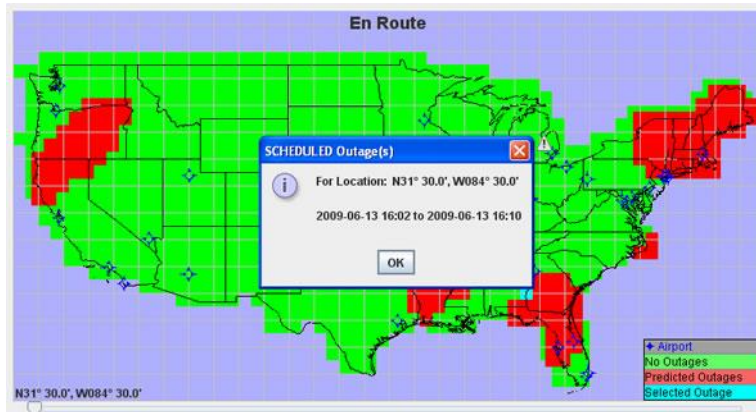 En Route
SCHEDULED Outage(s)
For Location: N31° 30.0', W084° 30.0'
2009-06-13 16:02 to 2009-06-13 16:10
OK
Airport
No Outages
Predicted Outages
Selected Outage
N31° 30.0', W084° 30.0'